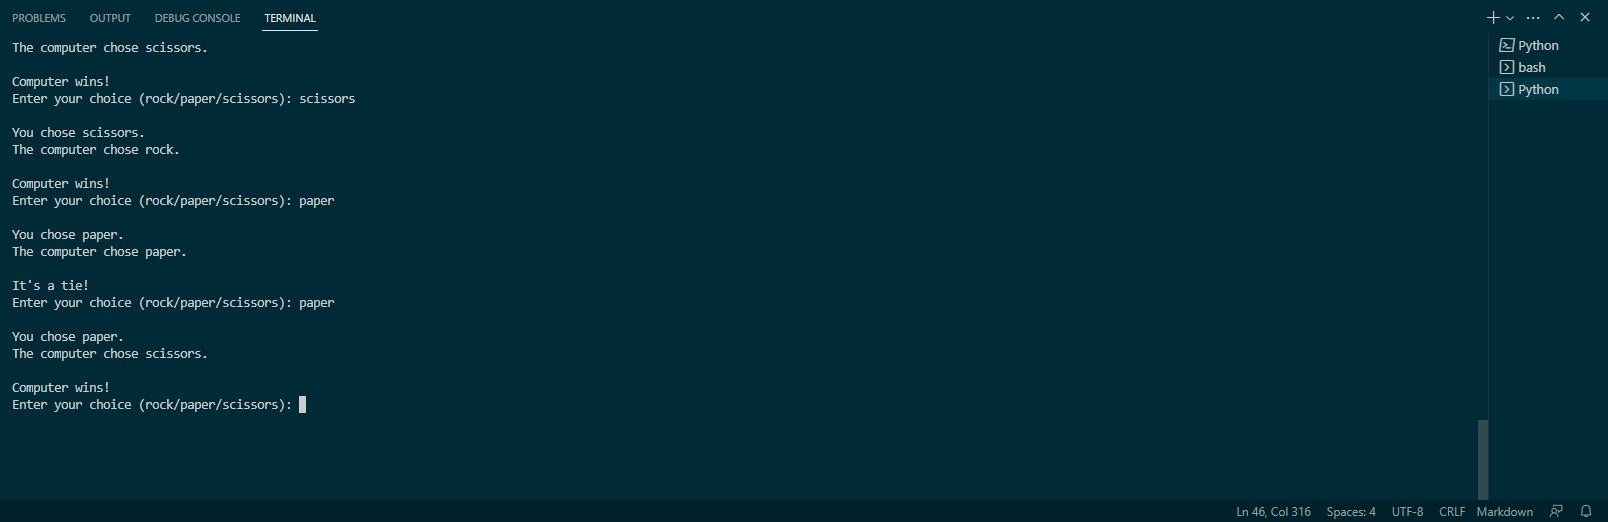 PROBLEMS OUTPUT DEBUG CONSOLE TERMINAL
The computer chose scissors.
Computer wins!
Enter your choice (rock/paper/scissors): scissors
You chose scissors.
The computer chose rock.
Computer wins!
Enter your choice (rock/paper/scissors): paper
You chose paper.
The computer chose paper.
It's a tie!
Enter your choice (rock/paper/scissors): paper
You chose paper.
The computer chose scissors.
Computer wins!
Enter your choice (rock/paper/scissors):
Python
bash
Python
Ln 46, Col 316 Spaces: 4 UTF-8 CRLF Markdown